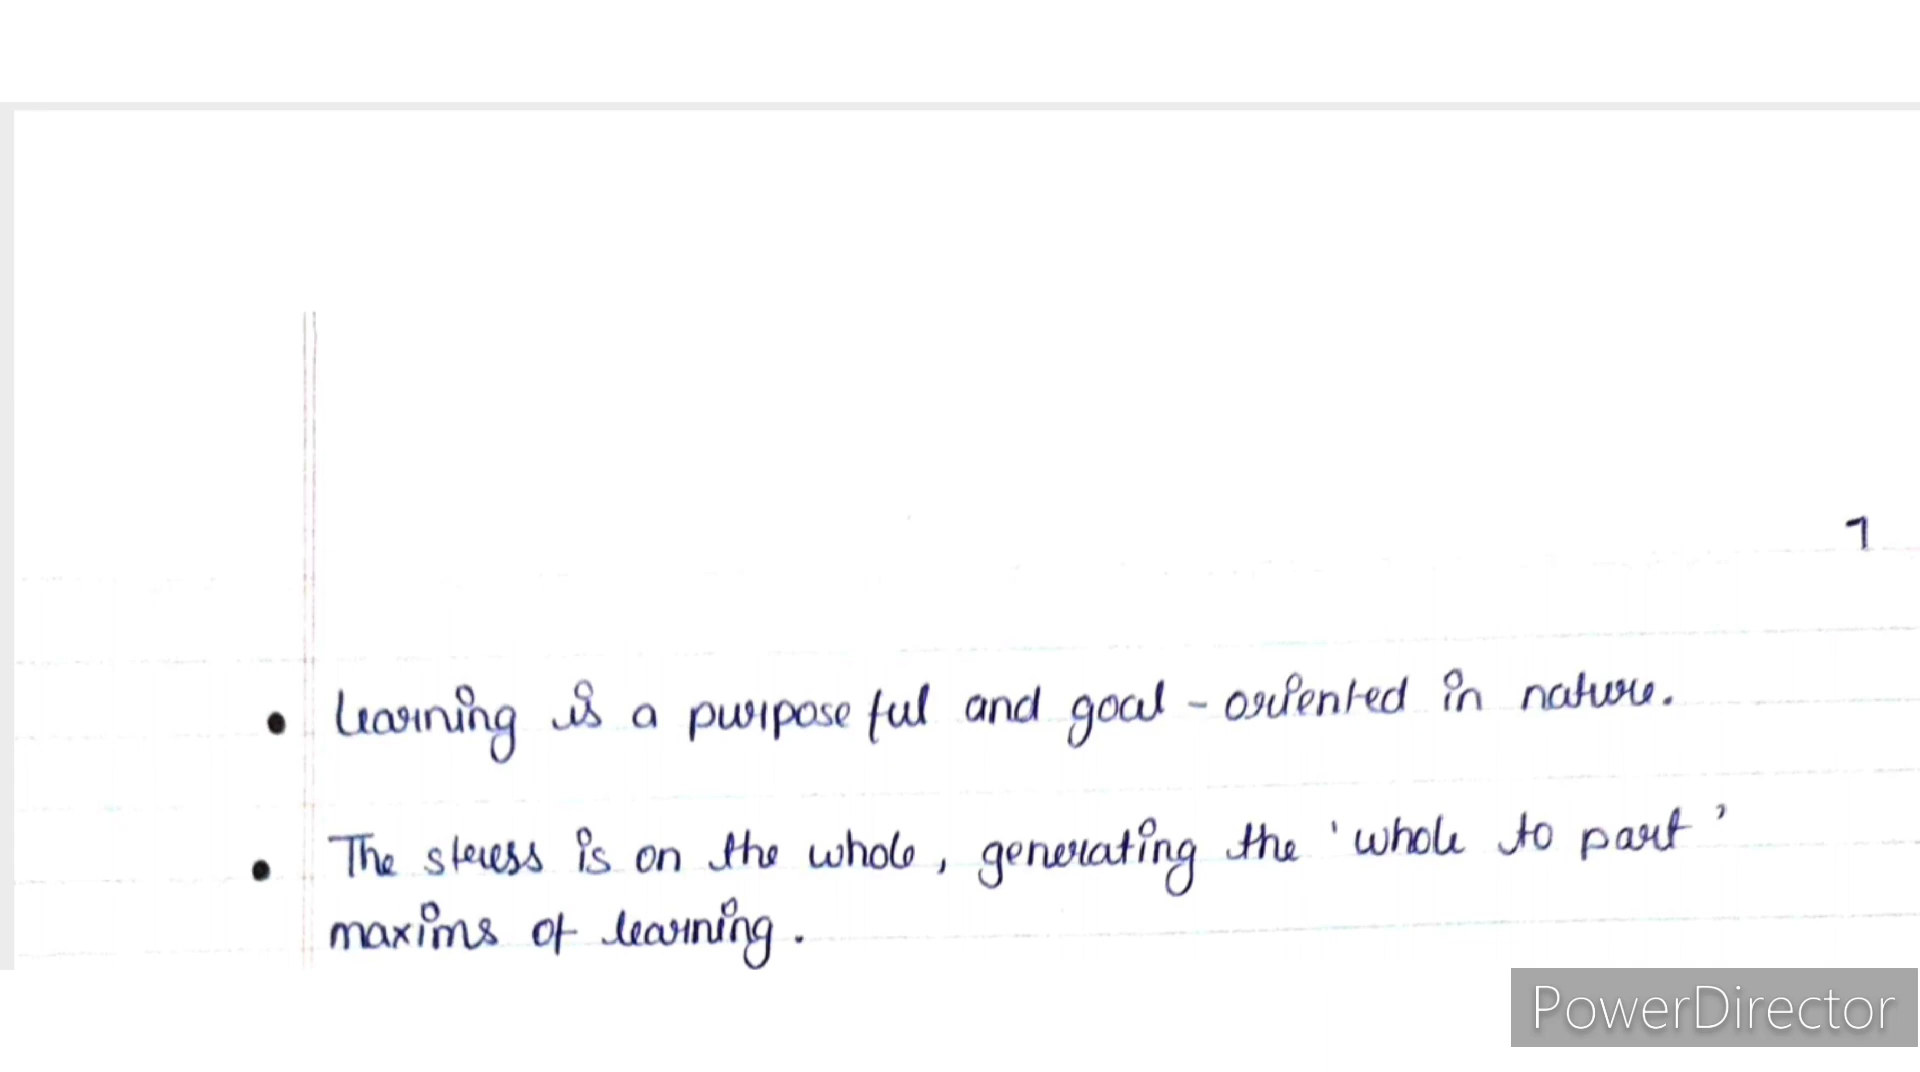 7
• Learning is a purposeful and goal-oriented in nature.
• The stress is on the whole, generating the 'whole to part'
maxims of learning.
PowerDirector